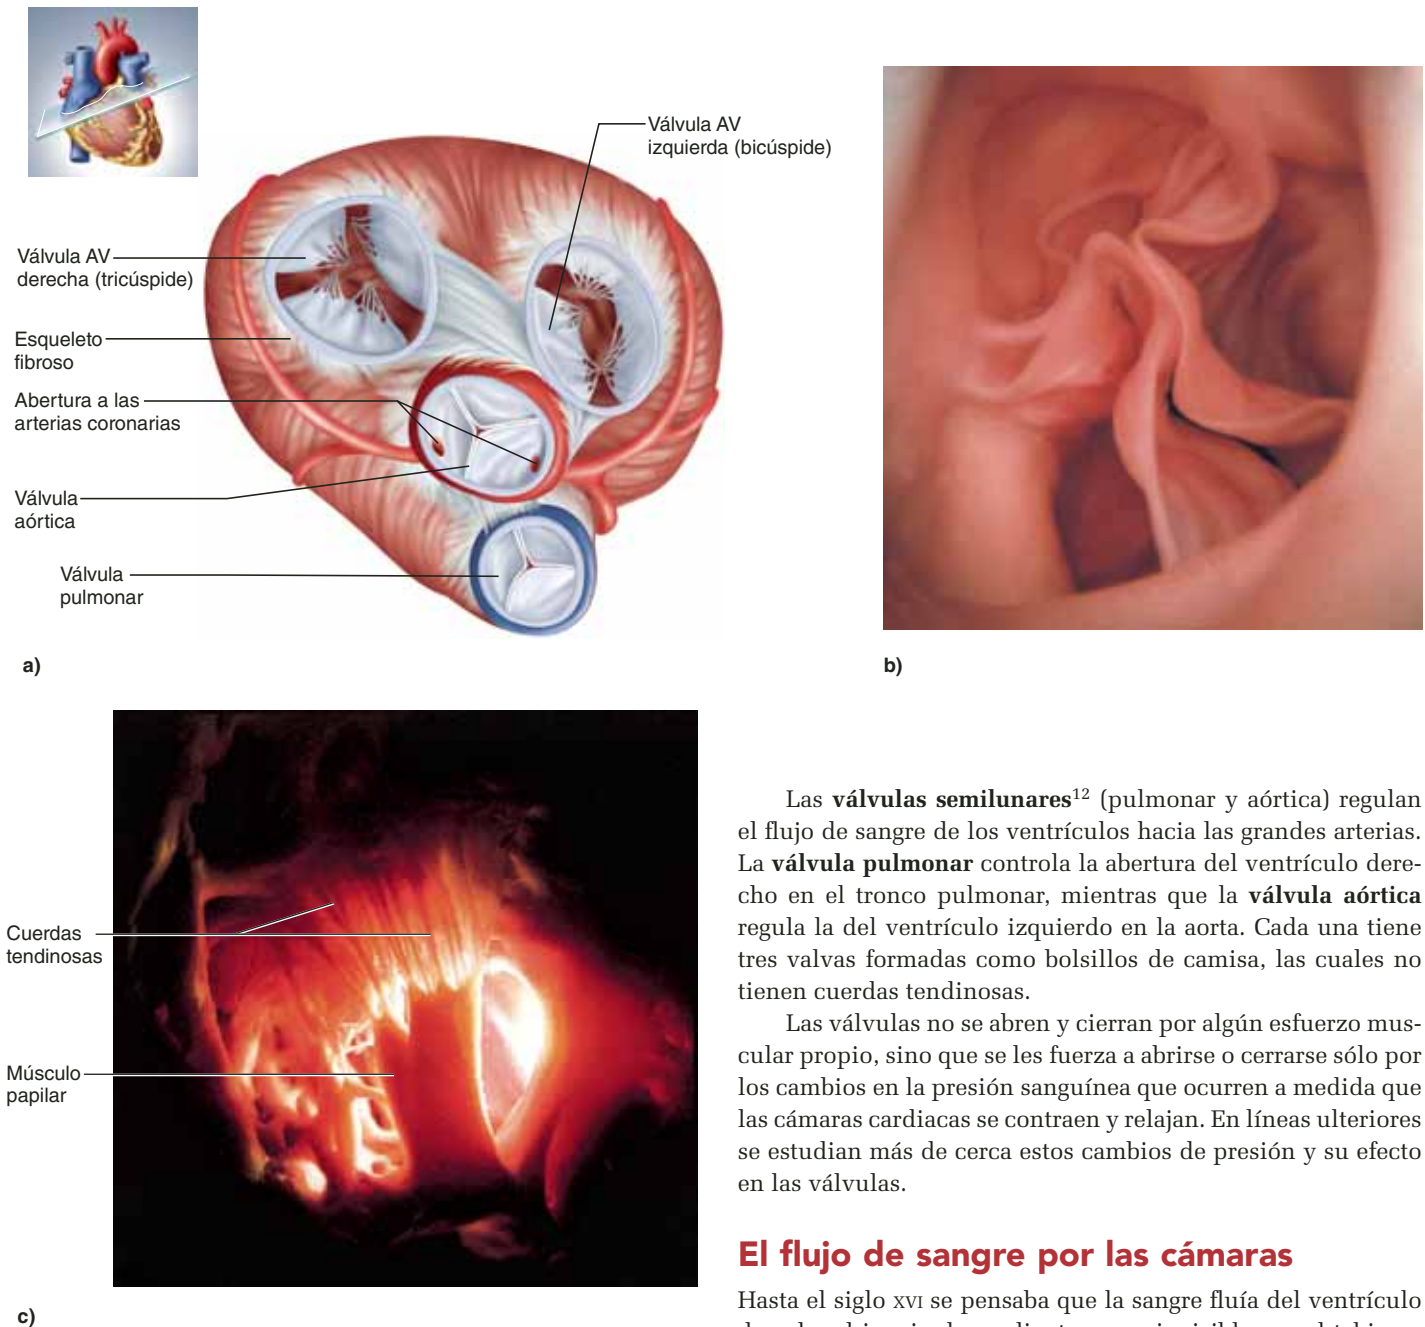 Válvula AV
izquierda (bicúspide)
Válvula AV
derecha (tricúspide)
Esqueleto
fibroso
Abertura a las
arterias coronarias
Válvula
aórtica
Válvula
pulmonar
a)
b)
Cuerdas
tendinosas
Músculo
papilar
c)
Las válvulas semilunares¹² (pulmonar y aórtica) regulan
el flujo de sangre de los ventrículos hacia las grandes arterias.
La válvula pulmonar controla la abertura del ventrículo dere-
cho en el tronco pulmonar, mientras que la válvula aórtica
regula la del ventrículo izquierdo en la aorta. Cada una tiene
tres valvas formadas como bolsillos de camisa, las cuales no
tienen cuerdas tendinosas.
Las válvulas no se abren y cierran por algún esfuerzo mus-
cular propio, sino que se les fuerza a abrirse o cerrarse sólo por
los cambios en la presión sanguínea que ocurren a medida que
las cámaras cardiacas se contraen y relajan. En líneas ulteriores
se estudian más de cerca estos cambios de presión y su efecto
en las válvulas.
El flujo de sangre por las cámaras
Hasta el siglo XVI se pensaba que la sangre fluía del ventrículo